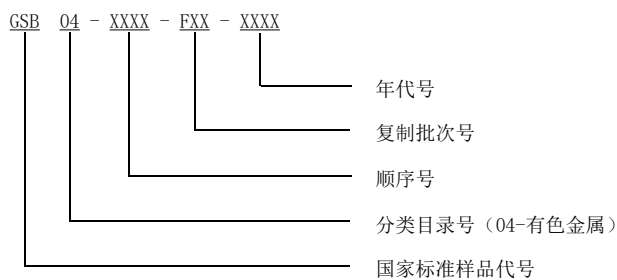 GSB 04 - XXXX - FXX - XXXX
年代号
复制批次号
顺序号
分类目录号（04-有色金属）
国家标准样品代号